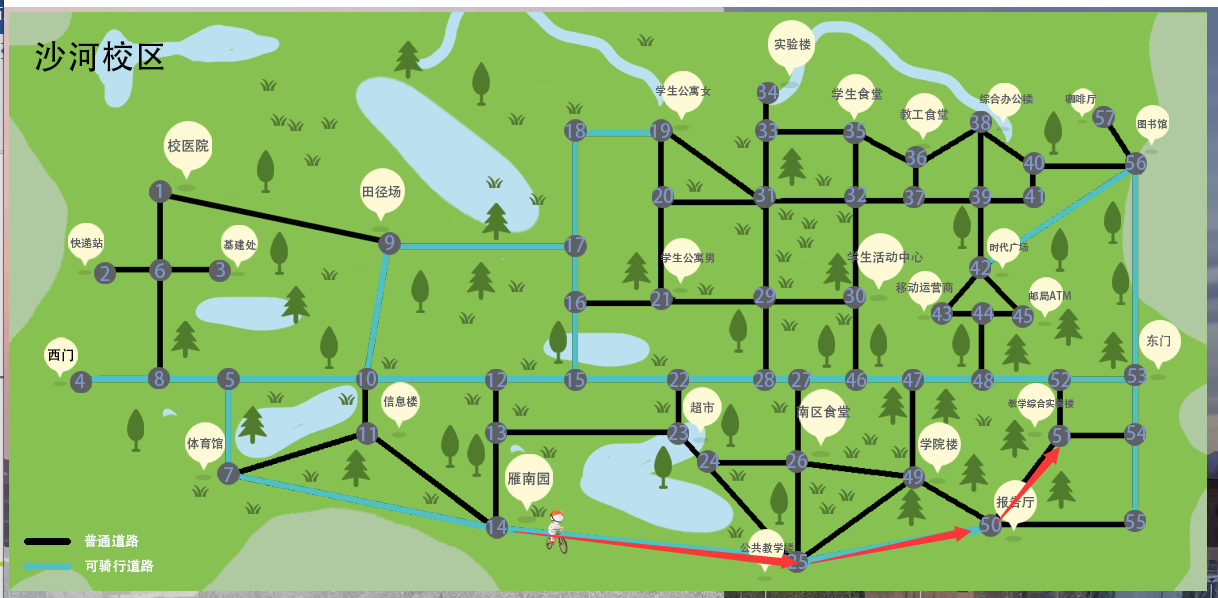 沙河校区
实验楼
34
学生公寓女
学生食堂
教工食堂
综合办公楼
咖啡厅
图书馆
18
19
33
35
38
57
36
40
56
校医院
田径场
1
20
31
32
37
39
41
快递站
基建处
9
17
学生公寓男
学生活动中心
时代广场
2
6
3
42
移动运营商
邮局ATM
16
21
29
30
43
44
45
西门
东门
4
8
5
10
12
15
22
28
27
46
47
48
52
53
信息楼
超市
南区食堂
教学综合实验楼
体育馆
11
13
23
学院楼
51
54
7
24
26
49
雁南园
报告厅
14
50
55
公共教学楼
25
普通道路
可骑行道路